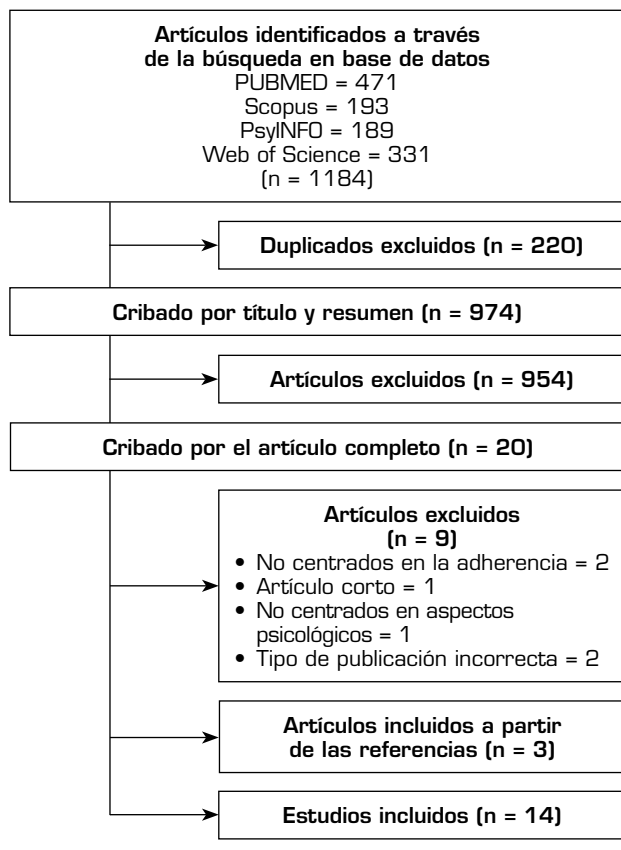 Artículos identificados a través
de la búsqueda en base de datos
PUBMED = 471
Scopus = 193
PsyINFO = 189
Web of Science = 331
(n = 1184)
Duplicados excluidos (n = 220)
Cribado por título y resumen (n = 974)
Artículos excluidos (n = 954)
Cribado por el artículo completo (n = 20)
Artículos excluidos
(n = 9)
• No centrados en la adherencia = 2
• Artículo corto = 1
• No centrados en aspectos
psicológicos = 1
• Tipo de publicación incorrecta = 2
Artículos incluidos a partir
de las referencias (n = 3)
Estudios incluidos (n = 14)